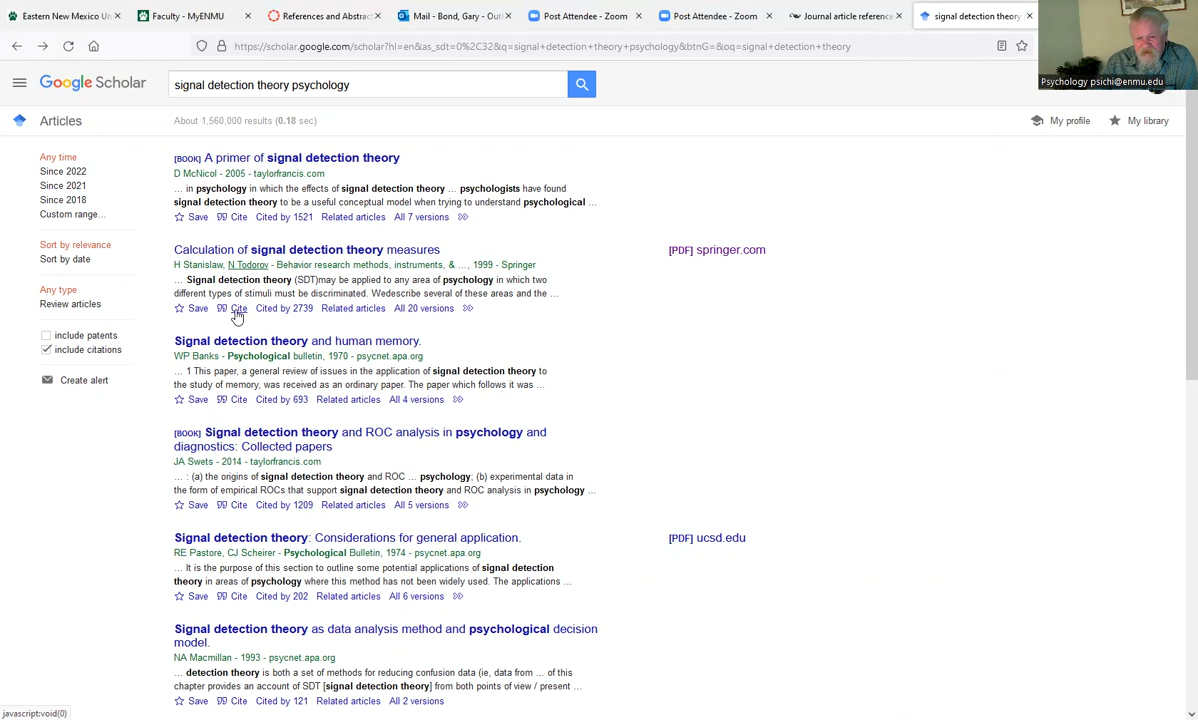 Eastern New Mexico Un
Faculty - MyENMU
References and Abstract
Mail - Bond, Gary - Outl
Post Attendee - Zoom
Post Attendee - Zoom
Journal article reference
signal detection theory
https://scholar.google.com/scholar?hl=en&as_sdt=0%2C32&q=signal+detection+theory+psychology&btnG=&oq=signal+detection+theory
Psychology psichi@enmu.edu
Google Scholar
signal detection theory psychology
Articles
About 1,560,000 results (0.18 sec)
My profile
My library
Any time
Since 2022
Since 2021
Since 2018
Custom range...
Sort by relevance
Sort by date
Any type
Review articles
include patents
include citations
Create alert
[BOOK] A primer of signal detection theory
D McNicol - 2005 - taylorfrancis.com
... in psychology in which the effects of signal detection theory ... psychologists have found
signal detection theory to be a useful conceptual model when trying to understand psychological ...
Save Cite Cited by 1521 Related articles All 7 versions
Calculation of signal detection theory measures
[PDF] springer.com
H Stanislaw, N Todorov - Behavior research methods, instruments, & ..., 1999 - Springer
... Signal detection theory (SDT)may be applied to any area of psychology in which two
different types of stimuli must be discriminated. Wedescribe several of these areas and the ...
Save Cite Cited by 2739 Related articles All 20 versions
Signal detection theory and human memory.
WP Banks - Psychological bulletin, 1970 - psycnet.apa.org
... 1 This paper, a general review of issues in the application of signal detection theory to
the study of memory, was received as an ordinary paper. The paper which follows it was ...
Save Cite Cited by 693 Related articles All 4 versions
[BOOK] Signal detection theory and ROC analysis in psychology and
diagnostics: Collected papers
JA Swets - 2014 - taylorfrancis.com
... : (a) the origins of signal detection theory and ROC ... psychology; (b) experimental data in
the form of empirical ROCs that support signal detection theory and ROC analysis in psychology ...
Save Cite Cited by 1209 Related articles All 5 versions
Signal detection theory: Considerations for general application.
[PDF] ucsd.edu
RE Pastore, CJ Scheirer - Psychological Bulletin, 1974 - psycnet.apa.org
... It is the purpose of this section to outline some potential applications of signal detection
theory in areas of psychology where this method has not been widely used. The applications ...
Save Cite Cited by 202 Related articles All 6 versions
Signal detection theory as data analysis method and psychological decision
model.
NA Macmillan - 1993 - psycnet.apa.org
... detection theory is both a set of methods for reducing confusion data (ie, data from ... of this
chapter provides an account of SDT [signal detection theory] from both points of view / present ...
Save Cite Cited by 121 Related articles All 2 versions
javascript:void(0)